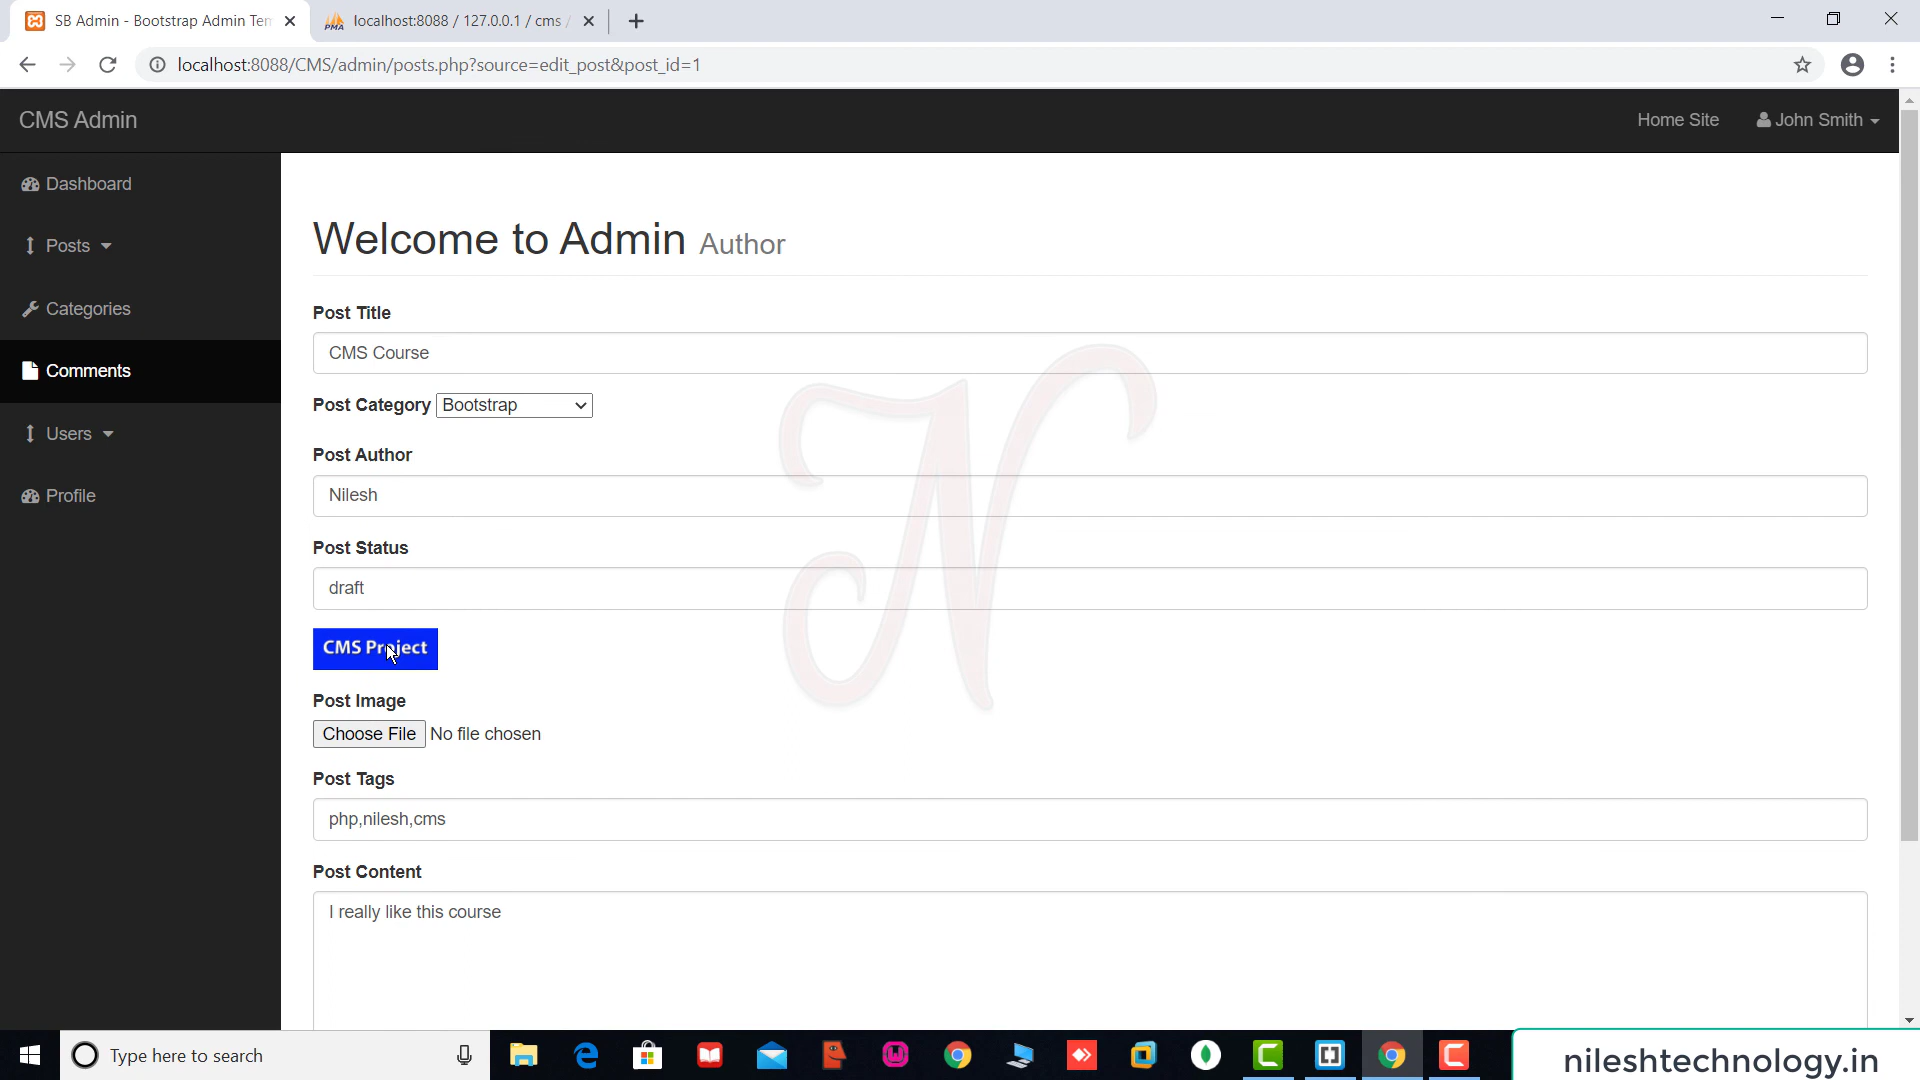 SB Admin - Bootstrap Admin Tem
localhost:8088 / 127.0.0.1 / cms /
localhost:8088/CMS/admin/posts.php?source=edit_post&post_id=1
CMS Admin
Home Site
John Smith
Dashboard
Posts
Categories
Comments
Users
Profile
Welcome to Admin Author
Post Title
CMS Course
Post Category Bootstrap
Post Author
Nilesh
Post Status
draft
CMS Project
Post Image
Choose File No file chosen
Post Tags
php,nilesh,cms
Post Content
I really like this course
N
Type here to search
nileshtechnology.in